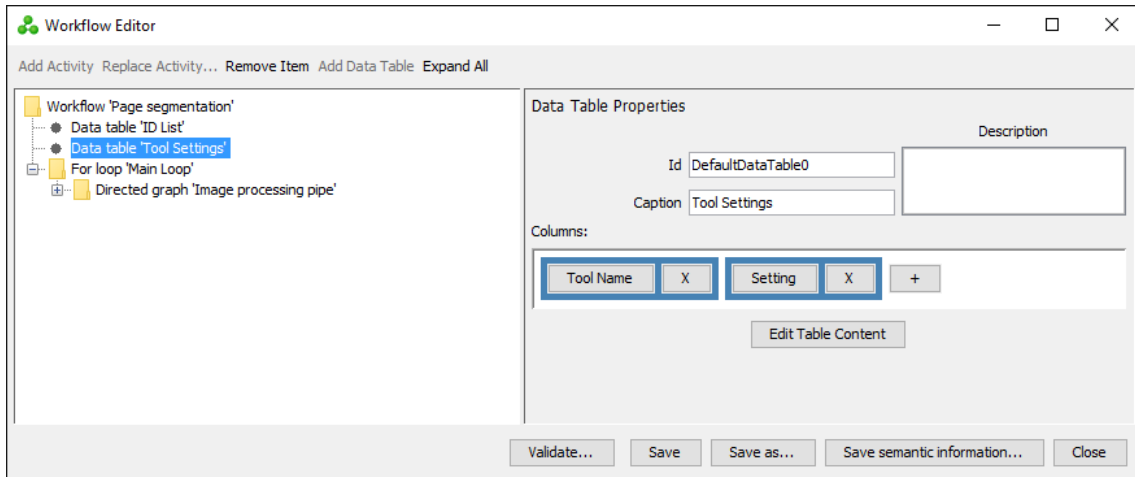 Workflow Editor
Add Activity Replace Activity... Remove Item Add Data Table Expand All
Workflow 'Page segmentation'
Data table 'ID List'
Data table 'Tool Settings'
For loop 'Main Loop'
Directed graph 'Image processing pipe'
Data Table Properties
Description
Id DefaultDataTable0
Caption Tool Settings
Columns:
Tool Name X Setting X +
Edit Table Content
Validate... Save Save as... Save semantic information... Close